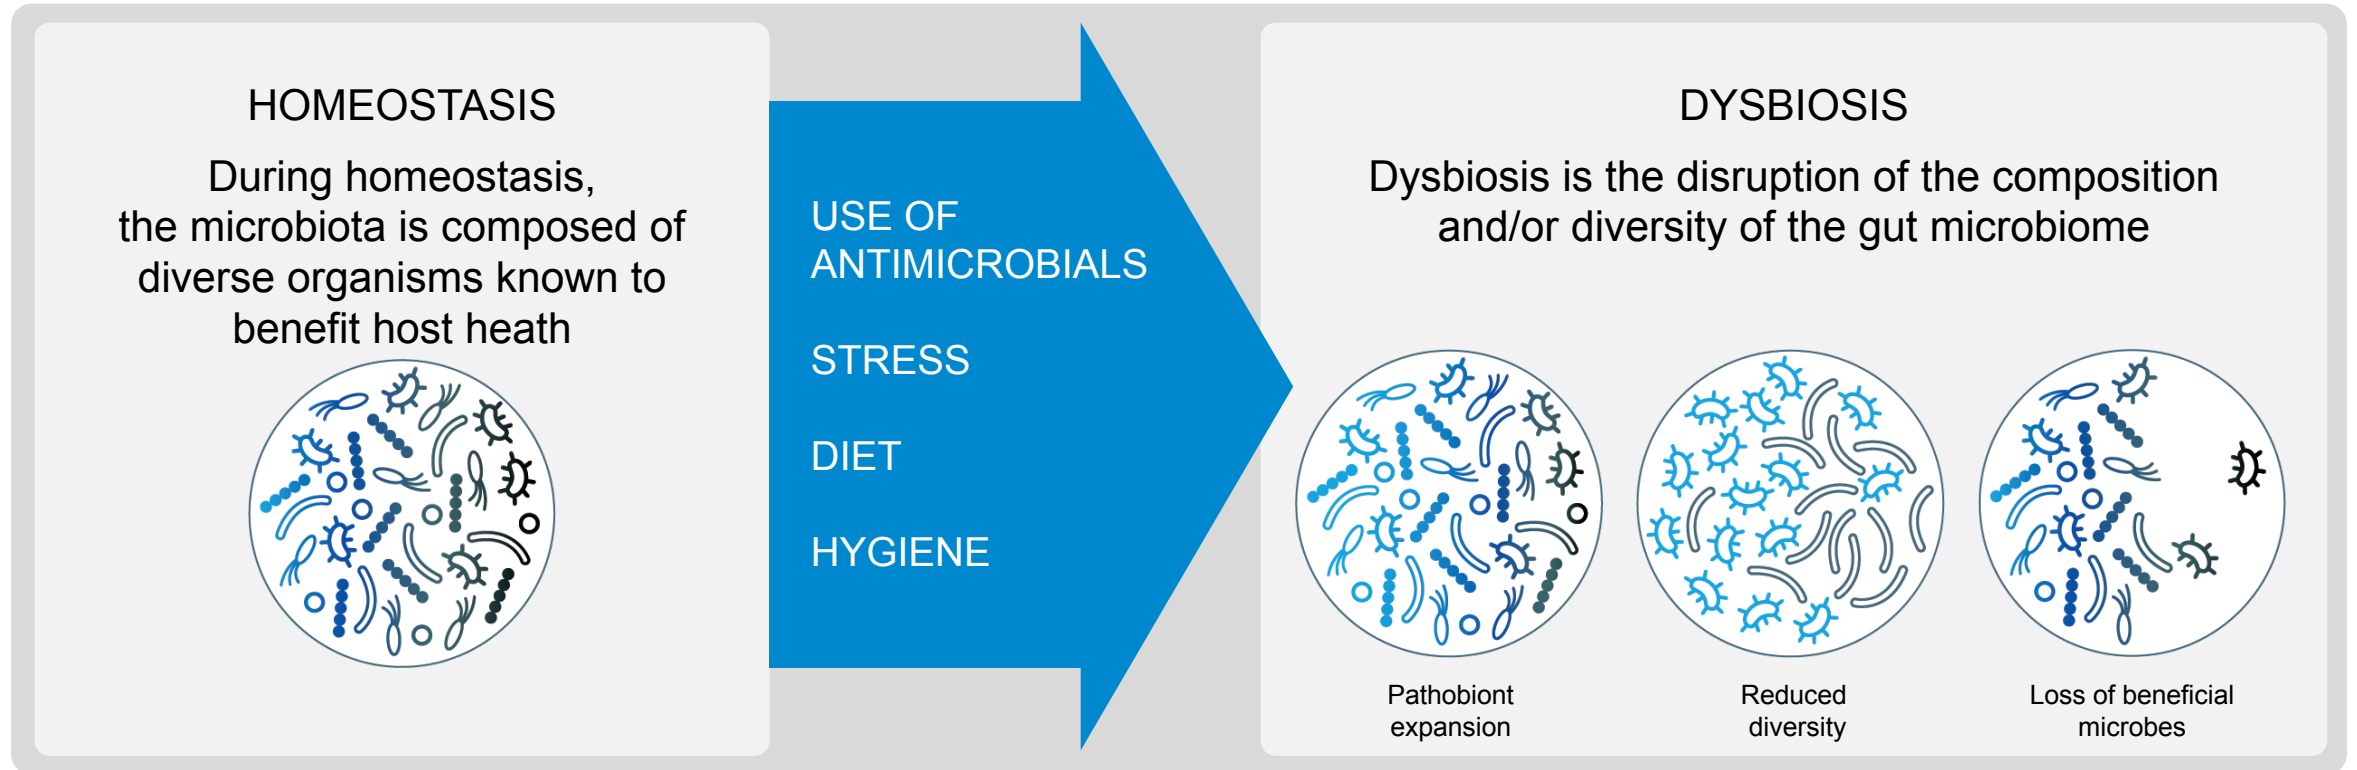 HOMEOSTASIS
During homeostasis,
the microbiota is composed of
diverse organisms known to
benefit host heath
USE OF
ANTIMICROBIALS
STRESS
DIET
HYGIENE
DYSBIOSIS
Dysbiosis is the disruption of the composition
and/or diversity of the gut microbiome
Pathobiont
expansion
Reduced
diversity
Loss of beneficial
microbes